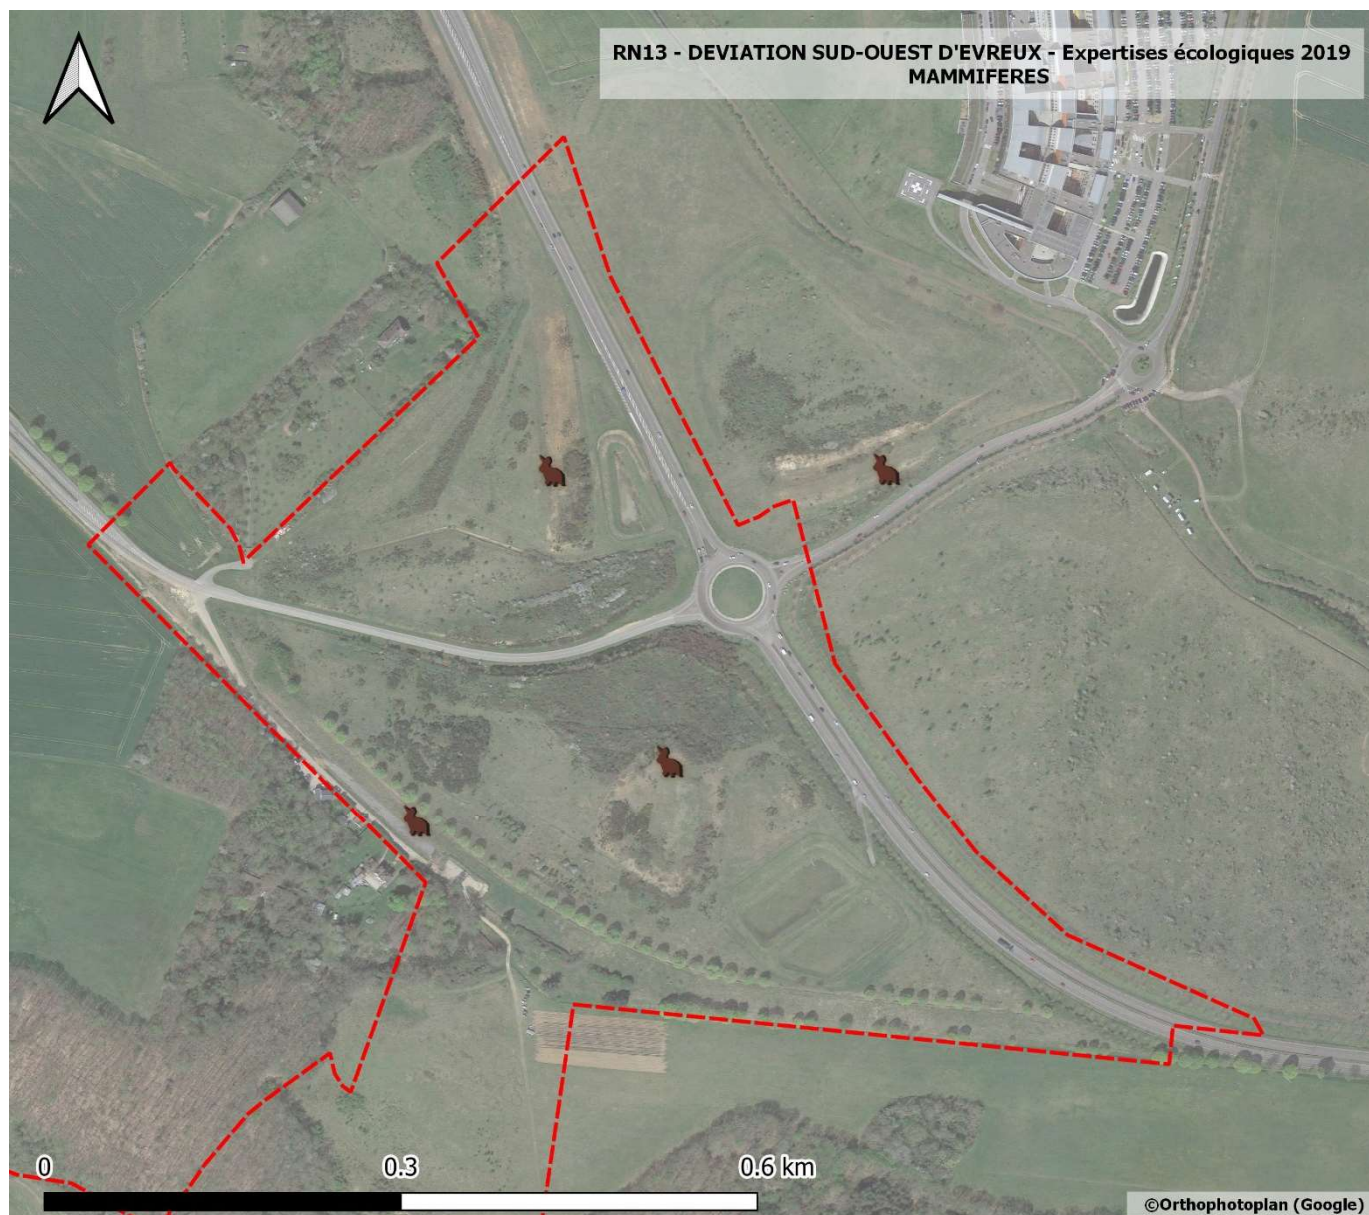 RN13 - DEVIATION SUD-OUEST D'EVREUX - Expertises écologiques 2019
MAMMIFERES
0 0.3 0.6 km
©Orthophotoplan (Google)